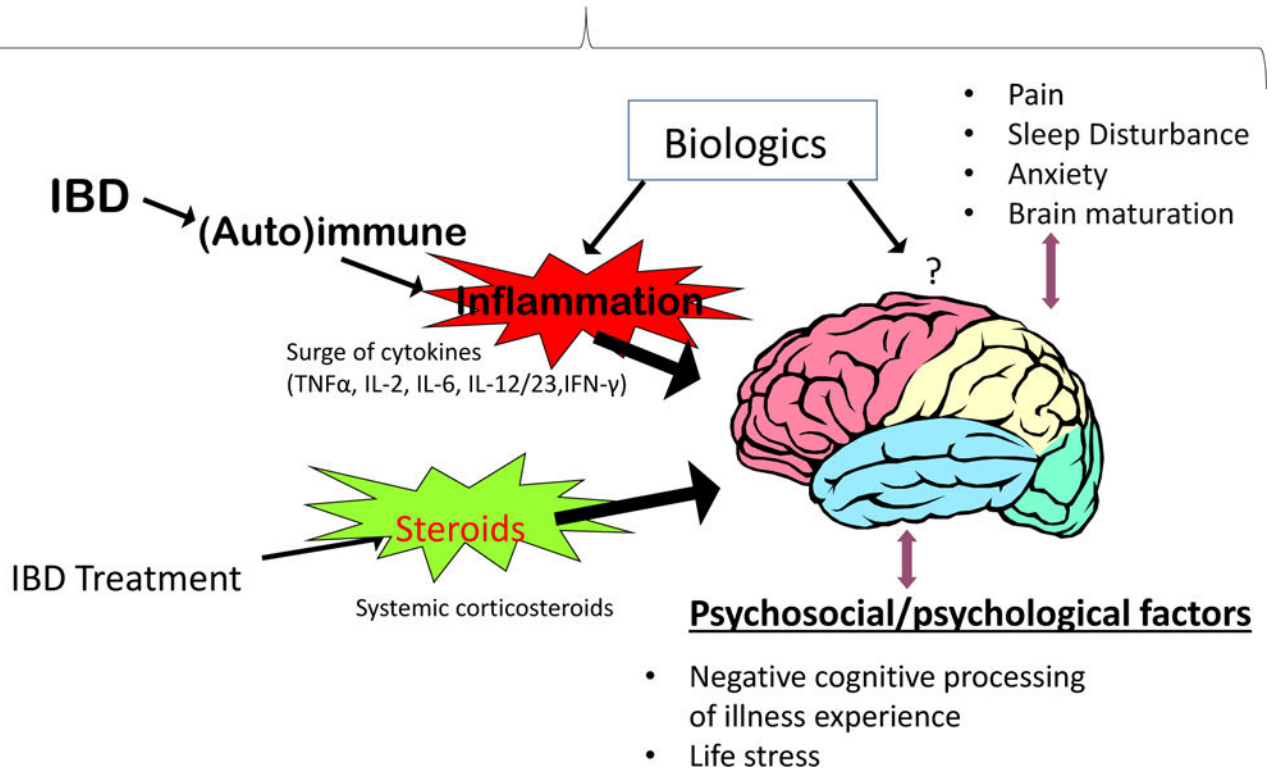 Biologics
• Pain
• Sleep Disturbance
• Anxiety
• Brain maturation
IBD
(Auto)immune
?
Inflammation
Surge of cytokines
(TNFα, IL-2, IL-6, IL-12/23,IFN-γ)
Steroids
IBD Treatment
Systemic corticosteroids
Psychosocial/psychological factors
• Negative cognitive processing
of illness experience
• Life stress